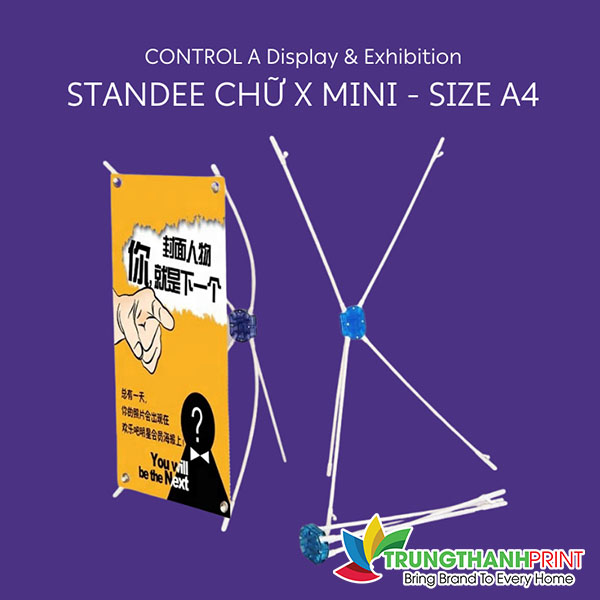 CONTROL A Display & Exhibition
STANDEE CHỮ X MINI - SIZE A4
封面人物
你,就是下一个
总有一天,
你的照片会出现在
欢乐吧明星会员海报上!
?
You will
be the Next
TRUNGTHANHPRINT
Bring Brand To Every Home